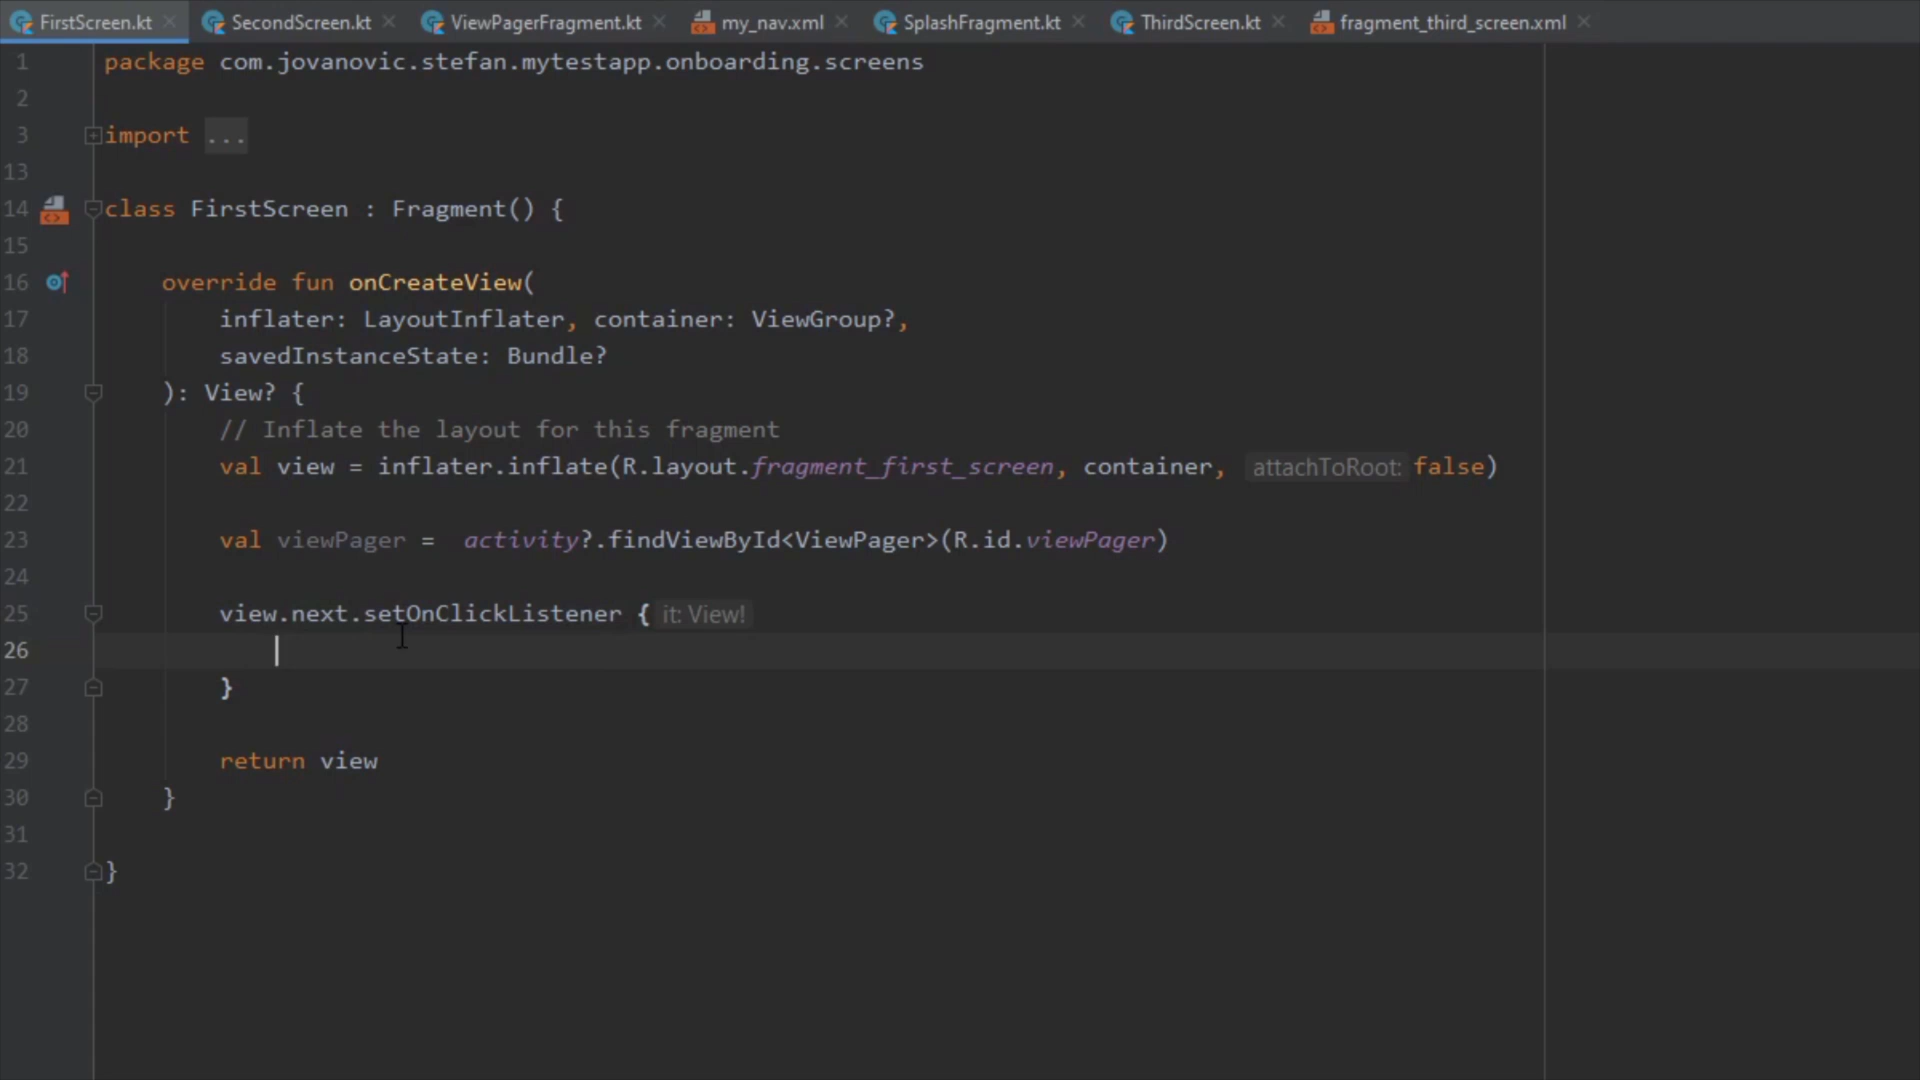 FirstScreen.kt SecondScreen.kt ViewPagerFragment.kt my_nav.xml SplashFragment.kt ThirdScreen.kt fragment_third_screen.xml
1 package com.jovanovic.stefan.mytestapp.onboarding.screens
2
3 import ...
13
14 class FirstScreen : Fragment() {
15
16 override fun onCreateView(
17 inflater: LayoutInflater, container: ViewGroup?,
18 savedInstanceState: Bundle?
19 ): View? {
20 // Inflate the layout for this fragment
21 val view = inflater.inflate(R.layout.fragment_first_screen, container, attachToRoot: false)
22
23 val viewPager =  activity?.findViewById<ViewPager>(R.id.viewPager)
24
25 view.next.setOnClickListener { it: View!
26
27 }
28
29 return view
30 }
31
32 }